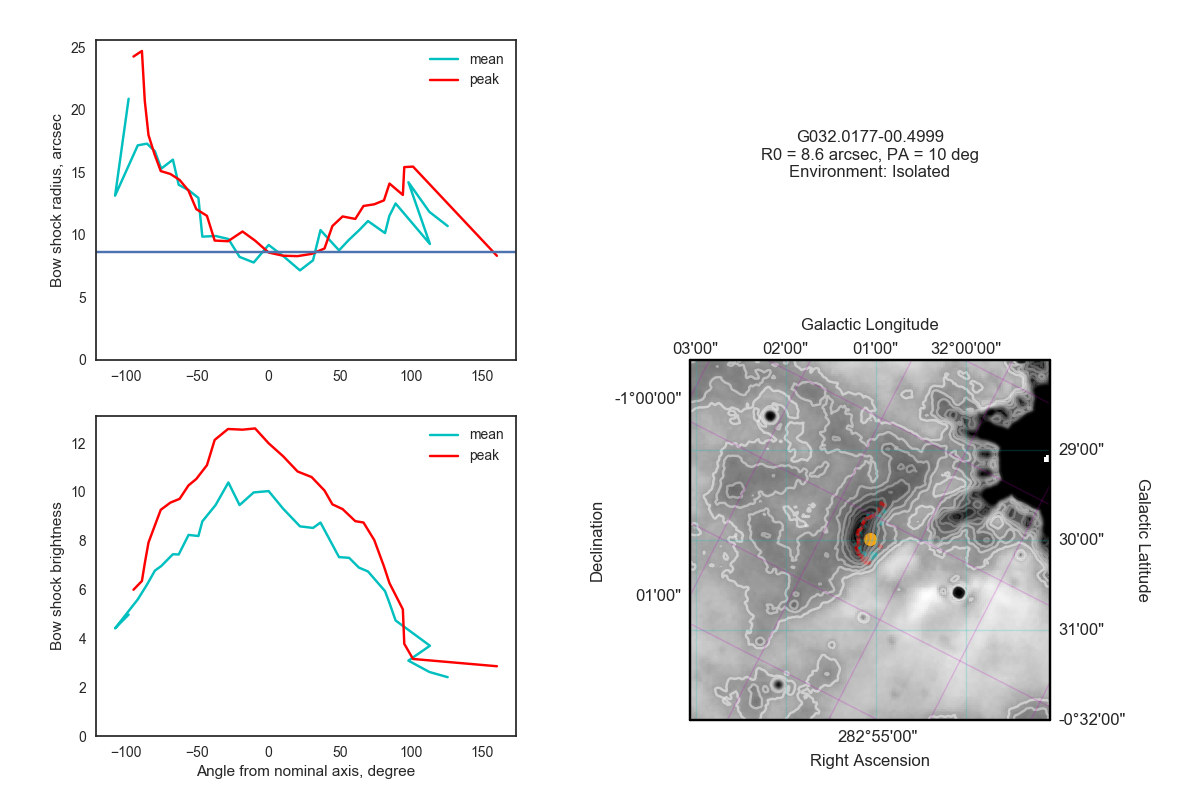 25
20
15
10
5
0
Bow shock radius, arcsec
mean
peak
−100
−50
0
50
100
150
12
10
8
6
4
2
0
Bow shock brightness
mean
peak
−100
−50
0
50
100
150
Angle from nominal axis, degree
G032.0177-00.4999
R0 = 8.6 arcsec, PA = 10 deg
Environment: Isolated
Galactic Longitude
03'00"
02'00"
01'00"
32°00'00"
-1°00'00"
01'00"
Declination
29'00"
30'00"
31'00"
-0°32'00"
Galactic Latitude
282°55'00"
Right Ascension